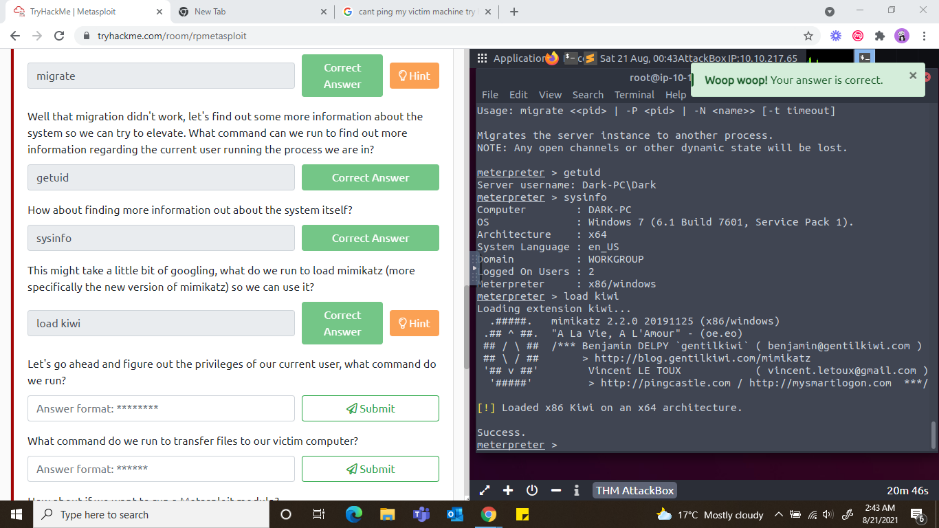 TryHackMe | Metasploit
New Tab
cant ping my victim machine try
tryhackme.com/room/rpmetasploit
migrate
Correct Answer
Hint
Well that migration didn't work, let's find out some more information about the
system so we can try to elevate. What command can we run to find out more
information regarding the current user running the process we are in?
getuid
Correct Answer
How about finding more information out about the system itself?
sysinfo
Correct Answer
This might take a little bit of googling, what do we run to load mimikatz (more
specifically the new version of mimikatz) so we can use it?
load kiwi
Correct Answer
Hint
Let's go ahead and figure out the privileges of our current user, what command do
we run?
Answer format: ********
Submit
What command do we run to transfer files to our victim computer?
Answer format: ******
Submit
How about if we want to run a Metasploit module?
Application
Sat 21 Aug, 00:43
AttackBox IP:10.10.217.65
root@ip-10-1
Woop woop! Your answer is correct.
File Edit View Search Terminal Help
Usage: migrate <<pid> | -P <pid> | -N <name>> [-t timeout]
Migrates the server instance to another process.
NOTE: Any open channels or other dynamic state will be lost.
meterpreter > getuid
Server username: Dark-PC\Dark
meterpreter > sysinfo
Computer : DARK-PC
OS : Windows 7 (6.1 Build 7601, Service Pack 1).
Architecture : x64
System Language : en_US
Domain : WORKGROUP
Logged On Users : 2
Meterpreter : x86/windows
meterpreter > load kiwi
Loading extension kiwi...
.#####. mimikatz 2.2.0 20191125 (x86/windows)
.## ^ ##. "A La Vie, A L'Amour" - (oe.eo)
## / \ ## /*** Benjamin DELPY `gentilkiwi` ( benjamin@gentilkiwi.com )
## \ / ## > http://blog.gentilkiwi.com/mimikatz
'## v ##' Vincent LE TOUX ( vincent.letoux@gmail.com )
'#####' > http://pingcastle.com / http://mysmartlogon.com ***/
[!] Loaded x86 Kiwi on an x64 architecture.
Success.
meterpreter >
THM AttackBox
20m 46s
Type here to search
17°C Mostly cloudy
2:43 AM
8/21/2021
6